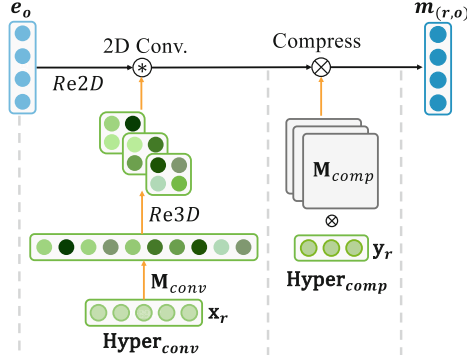 e_o
m_(r,o)
2D Conv.
Compress
Re2D
M_comp
Re3D
y_r
Hyper_comp
M_conv
x_r
Hyper_conv